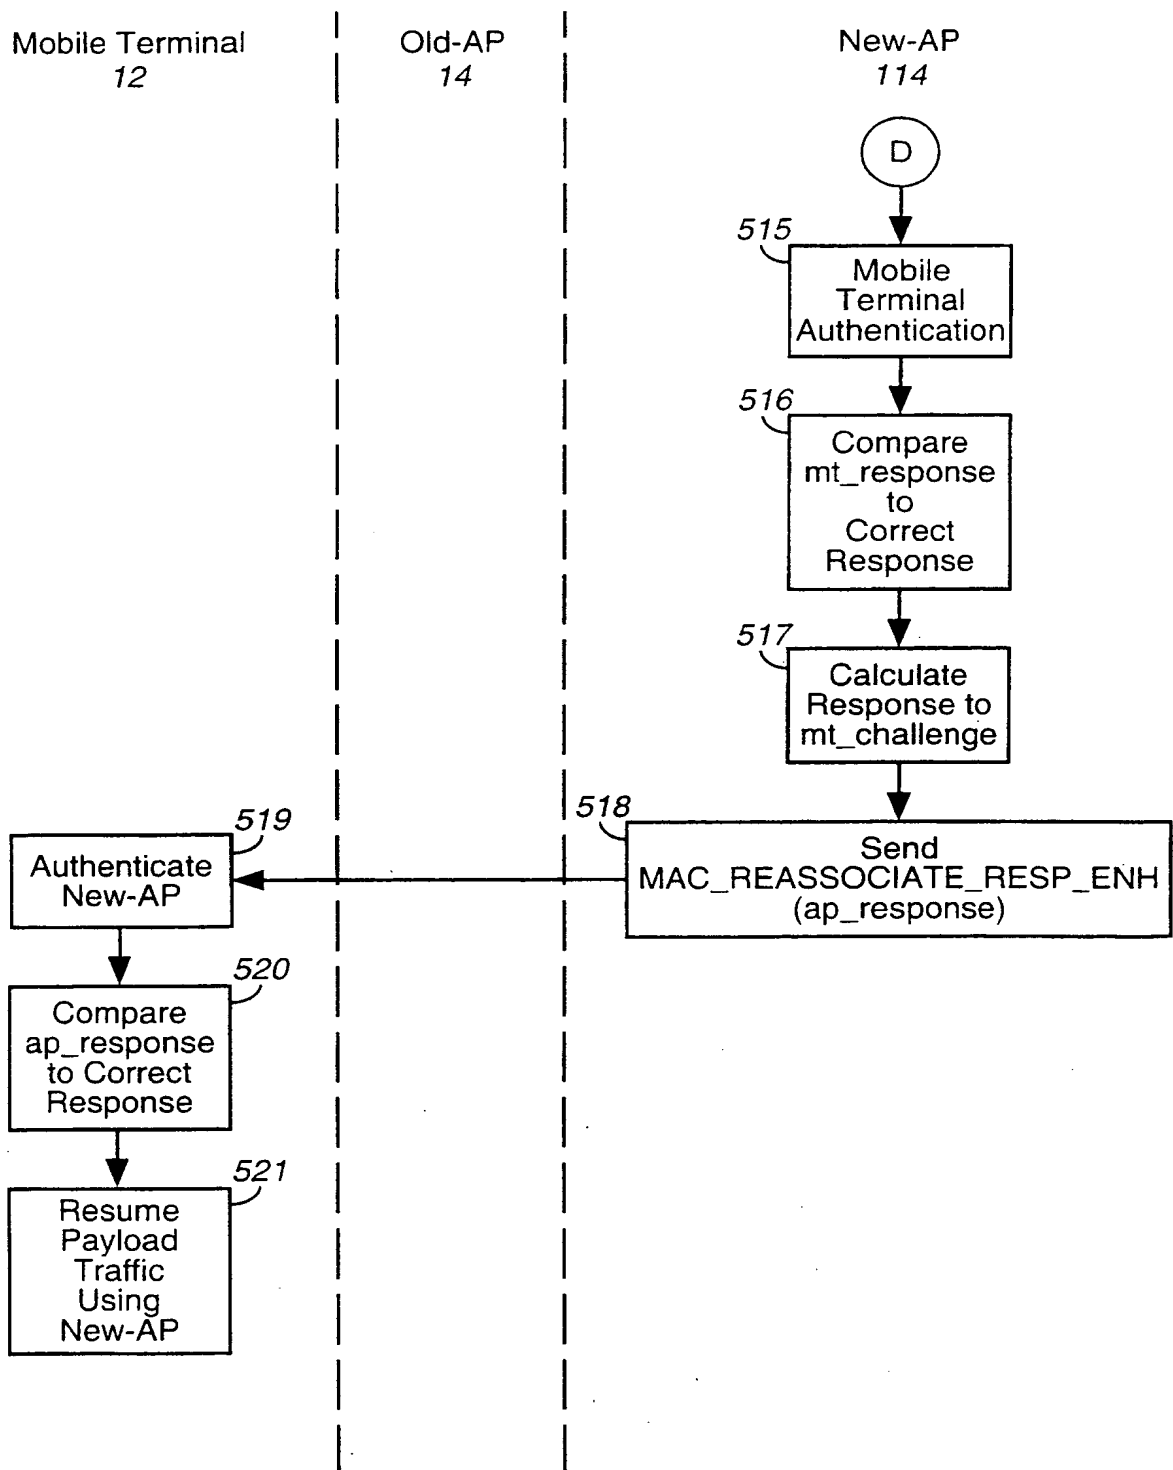 Mobile Terminal
12
Old-AP
14
New-AP
114
D
515
Mobile
Terminal
Authentication
516
Compare
mt_response
to
Correct
Response
517
Calculate
Response to
mt_challenge
518
Send
MAC_REASSOCIATE_RESP_ENH
(ap_response)
519
Authenticate
New-AP
520
Compare
ap_response
to Correct
Response
521
Resume
Payload
Traffic
Using
New-AP